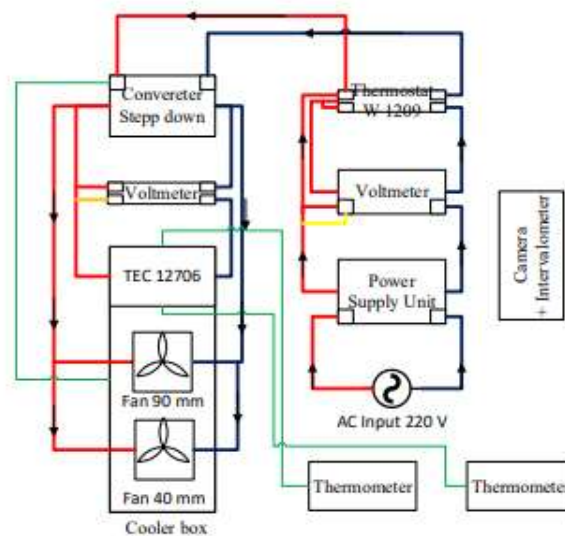 Convereter
Stepp down
Thermostat
W 1209
Voltmeter
Voltmeter
TEC 12706
Power
Supply Unit
Camera
+ Intervalometer
Fan 90 mm
AC Input 220 V
Fan 40 mm
Thermometer
Thermometer
Cooler box